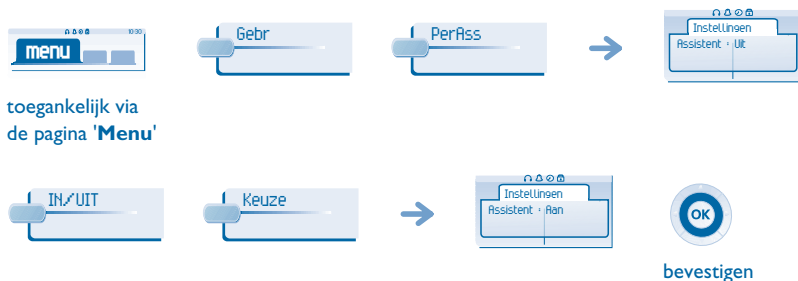 10:30
menu
Gebr
PerAss
Instellingen
Assistent : Uit
toegankelijk via
de pagina 'Menu'
IN/UIT
Keuze
Instellingen
Assistent : Aan
OK
bevestigen